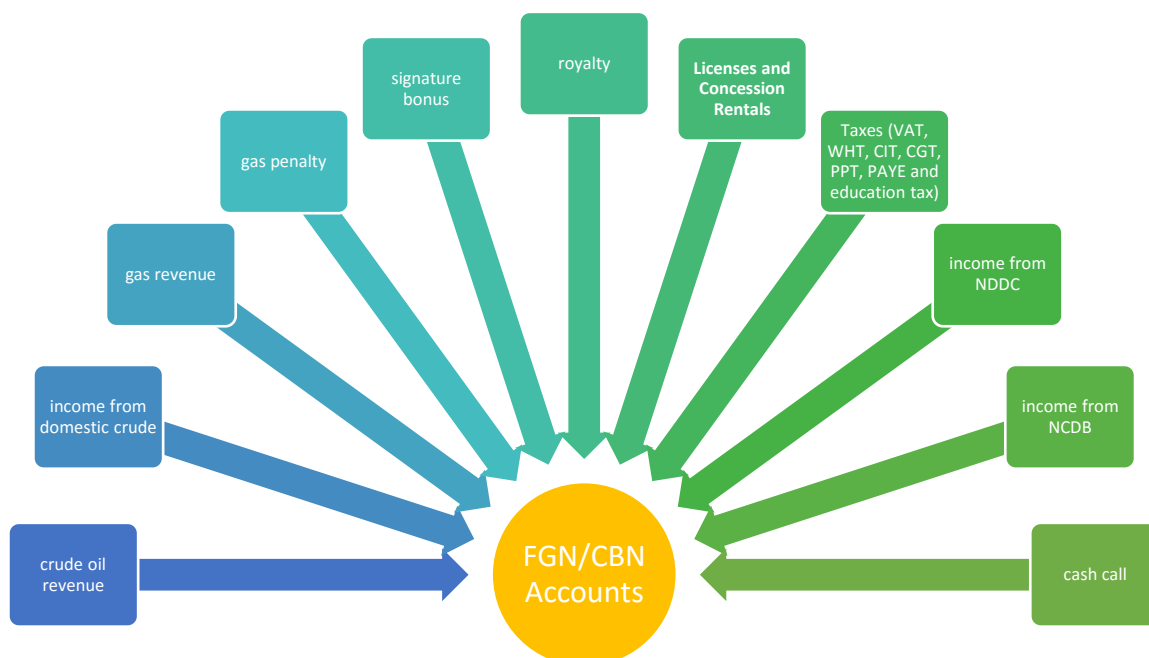 crude oil
revenue
income from
domestic crude
gas revenue
gas penalty
signature
bonus
royalty
Licenses and
Concession
Rentals
Taxes (VAT,
WHT, CIT, CGT,
PPT, PAYE and
education tax)
income from
NDDC
income from
NCDB
cash call
FGN/CBN
Accounts